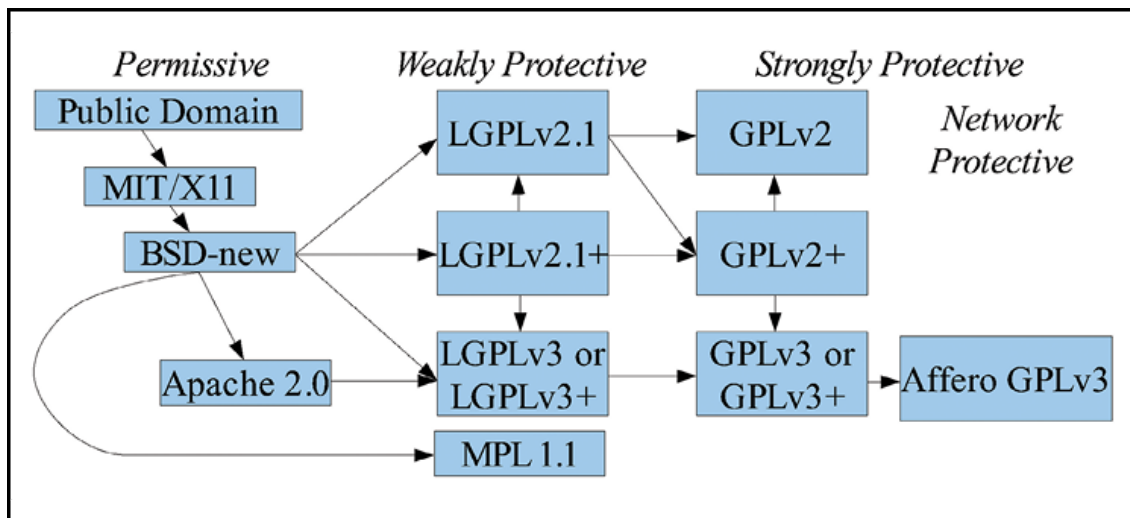 Permissive
Weakly Protective
Strongly Protective
Network
Protective
Public Domain
MIT/X11
BSD-new
Apache 2.0
LGPLv2.1
LGPLv2.1+
LGPLv3 or
LGPLv3+
MPL 1.1
GPLv2
GPLv2+
GPLv3 or
GPLv3+
Affero GPLv3